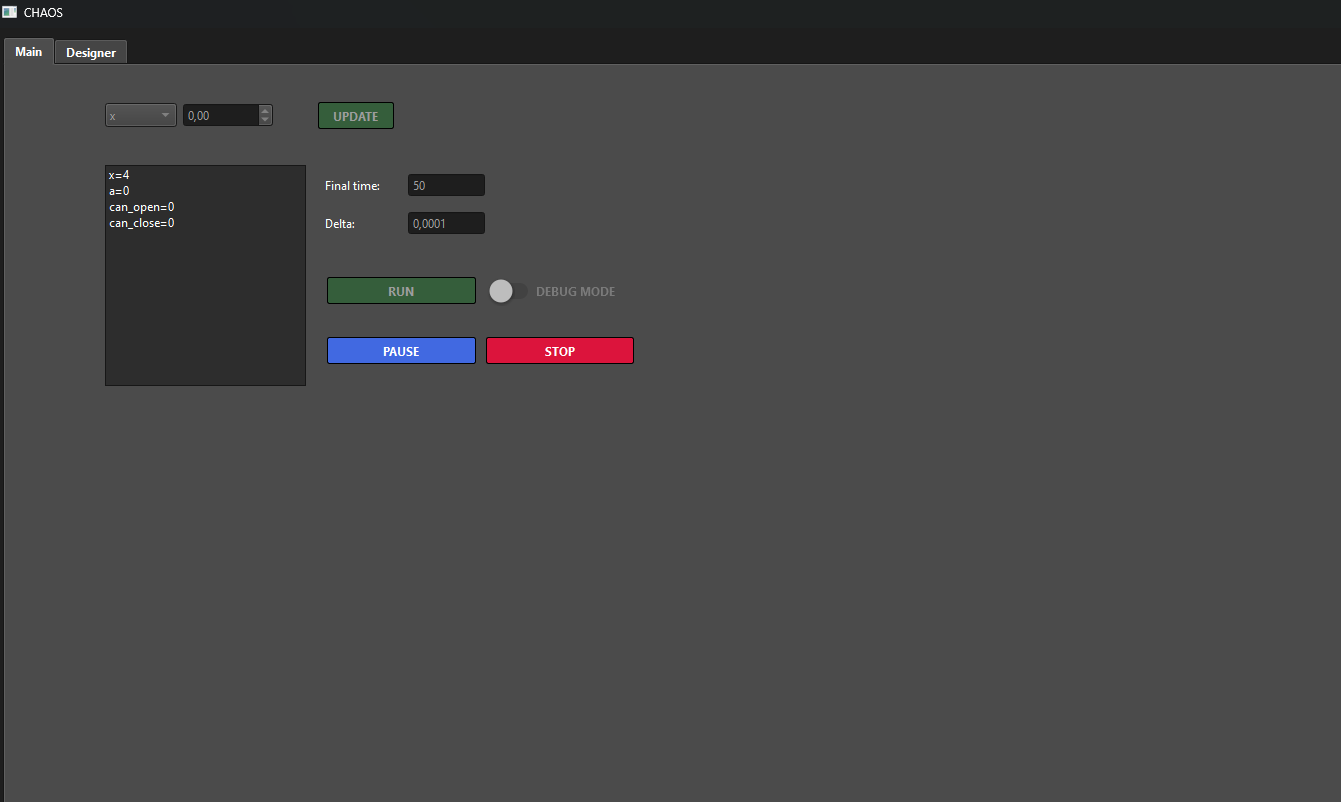 CHAOS
Main Designer
x 0,00 UPDATE
x=4
a=0
can_open=0
can_close=0
Final time: 50
Delta: 0,0001
RUN DEBUG MODE
PAUSE STOP